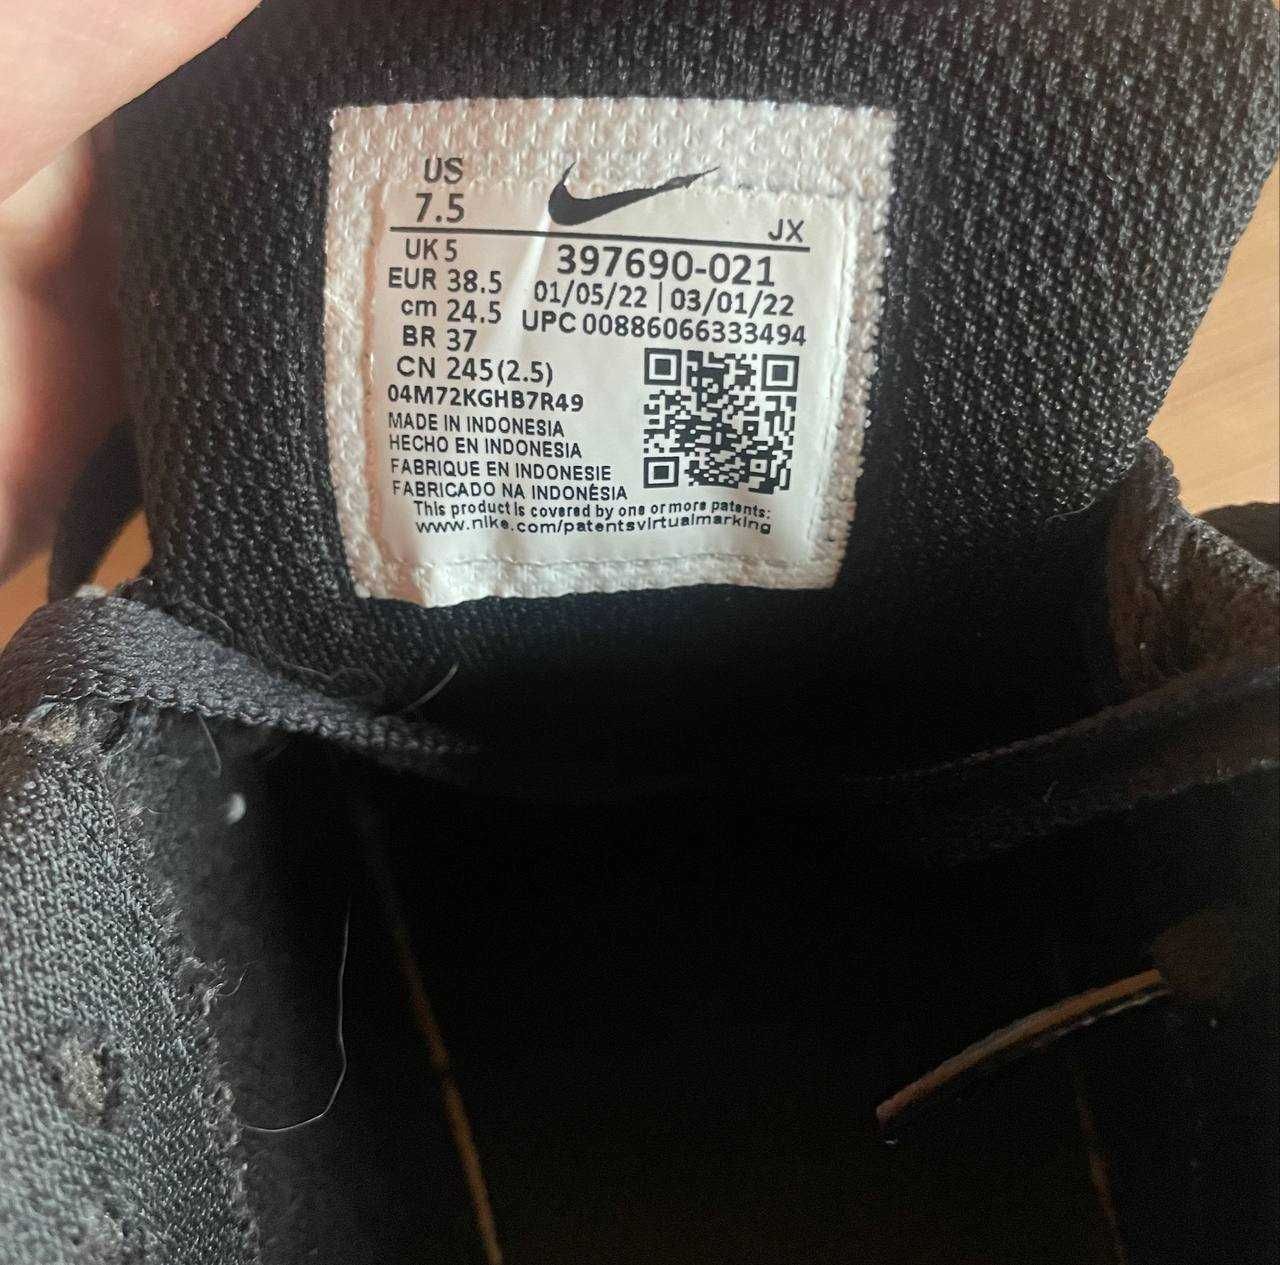 US
7.5
JX
UK 5
EUR 38.5
cm 24.5
BR 37
CN 245(2.5)
397690-021
01/05/22 | 03/01/22
UPC 00886066333494
04M72KGHB7R49
MADE IN INDONESIA
HECHO EN INDONESIA
FABRIQUE EN INDONESIE
FABRICADO NA INDONÉSIA
This product is covered by one or more patents:
www.nike.com/patentsvirtualmarking